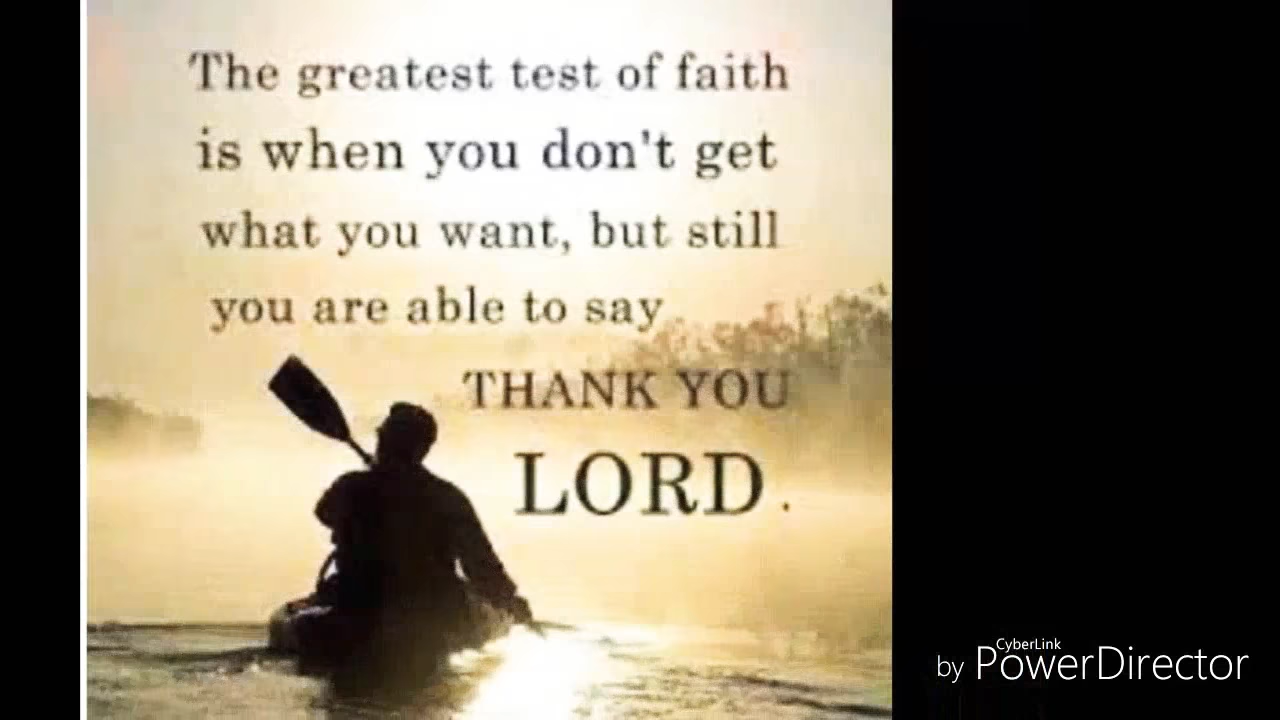 The greatest test of faith
is when you don't get
what you want, but still
you are able to say
THANK YOU
LORD .
CyberLink
by PowerDirector